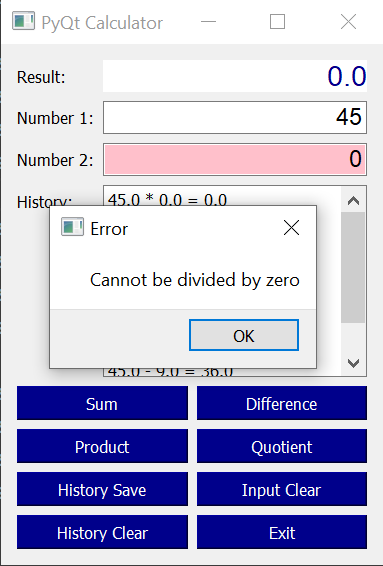 PyQt Calculator
Result: 0.0
Number 1: 45
Number 2: 0
History: 45.0 * 0.0 = 0.0
Error
Cannot be divided by zero
OK
45.0 - 9.0 = 36.0
Sum Difference
Product Quotient
History Save Input Clear
History Clear Exit